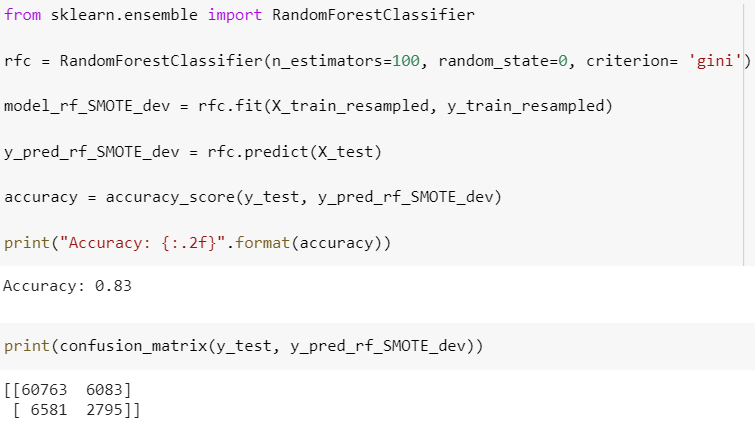 from sklearn.ensemble import RandomForestClassifier
rfc = RandomForestClassifier(n_estimators=100, random_state=0, criterion= 'gini')
model_rf_SMOTE_dev = rfc.fit(X_train_resampled, y_train_resampled)
y_pred_rf_SMOTE_dev = rfc.predict(X_test)
accuracy = accuracy_score(y_test, y_pred_rf_SMOTE_dev)
print("Accuracy: {:.2f}".format(accuracy))
Accuracy: 0.83
print(confusion_matrix(y_test, y_pred_rf_SMOTE_dev))
[[60763  6083]
 [ 6581  2795]]